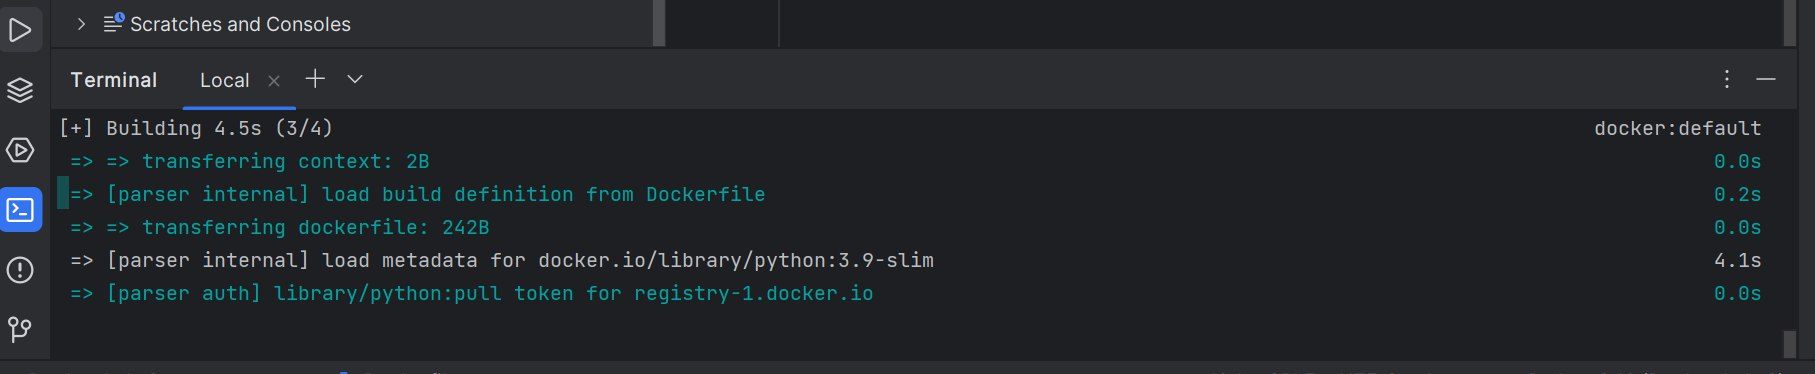 Scratches and Consoles
Terminal Local
[+] Building 4.5s (3/4) docker:default
=> => transferring context: 2B 0.0s
=> [parser internal] load build definition from Dockerfile 0.2s
=> => transferring dockerfile: 242B 0.0s
=> [parser internal] load metadata for docker.io/library/python:3.9-slim 4.1s
=> [parser auth] library/python:pull token for registry-1.docker.io 0.0s